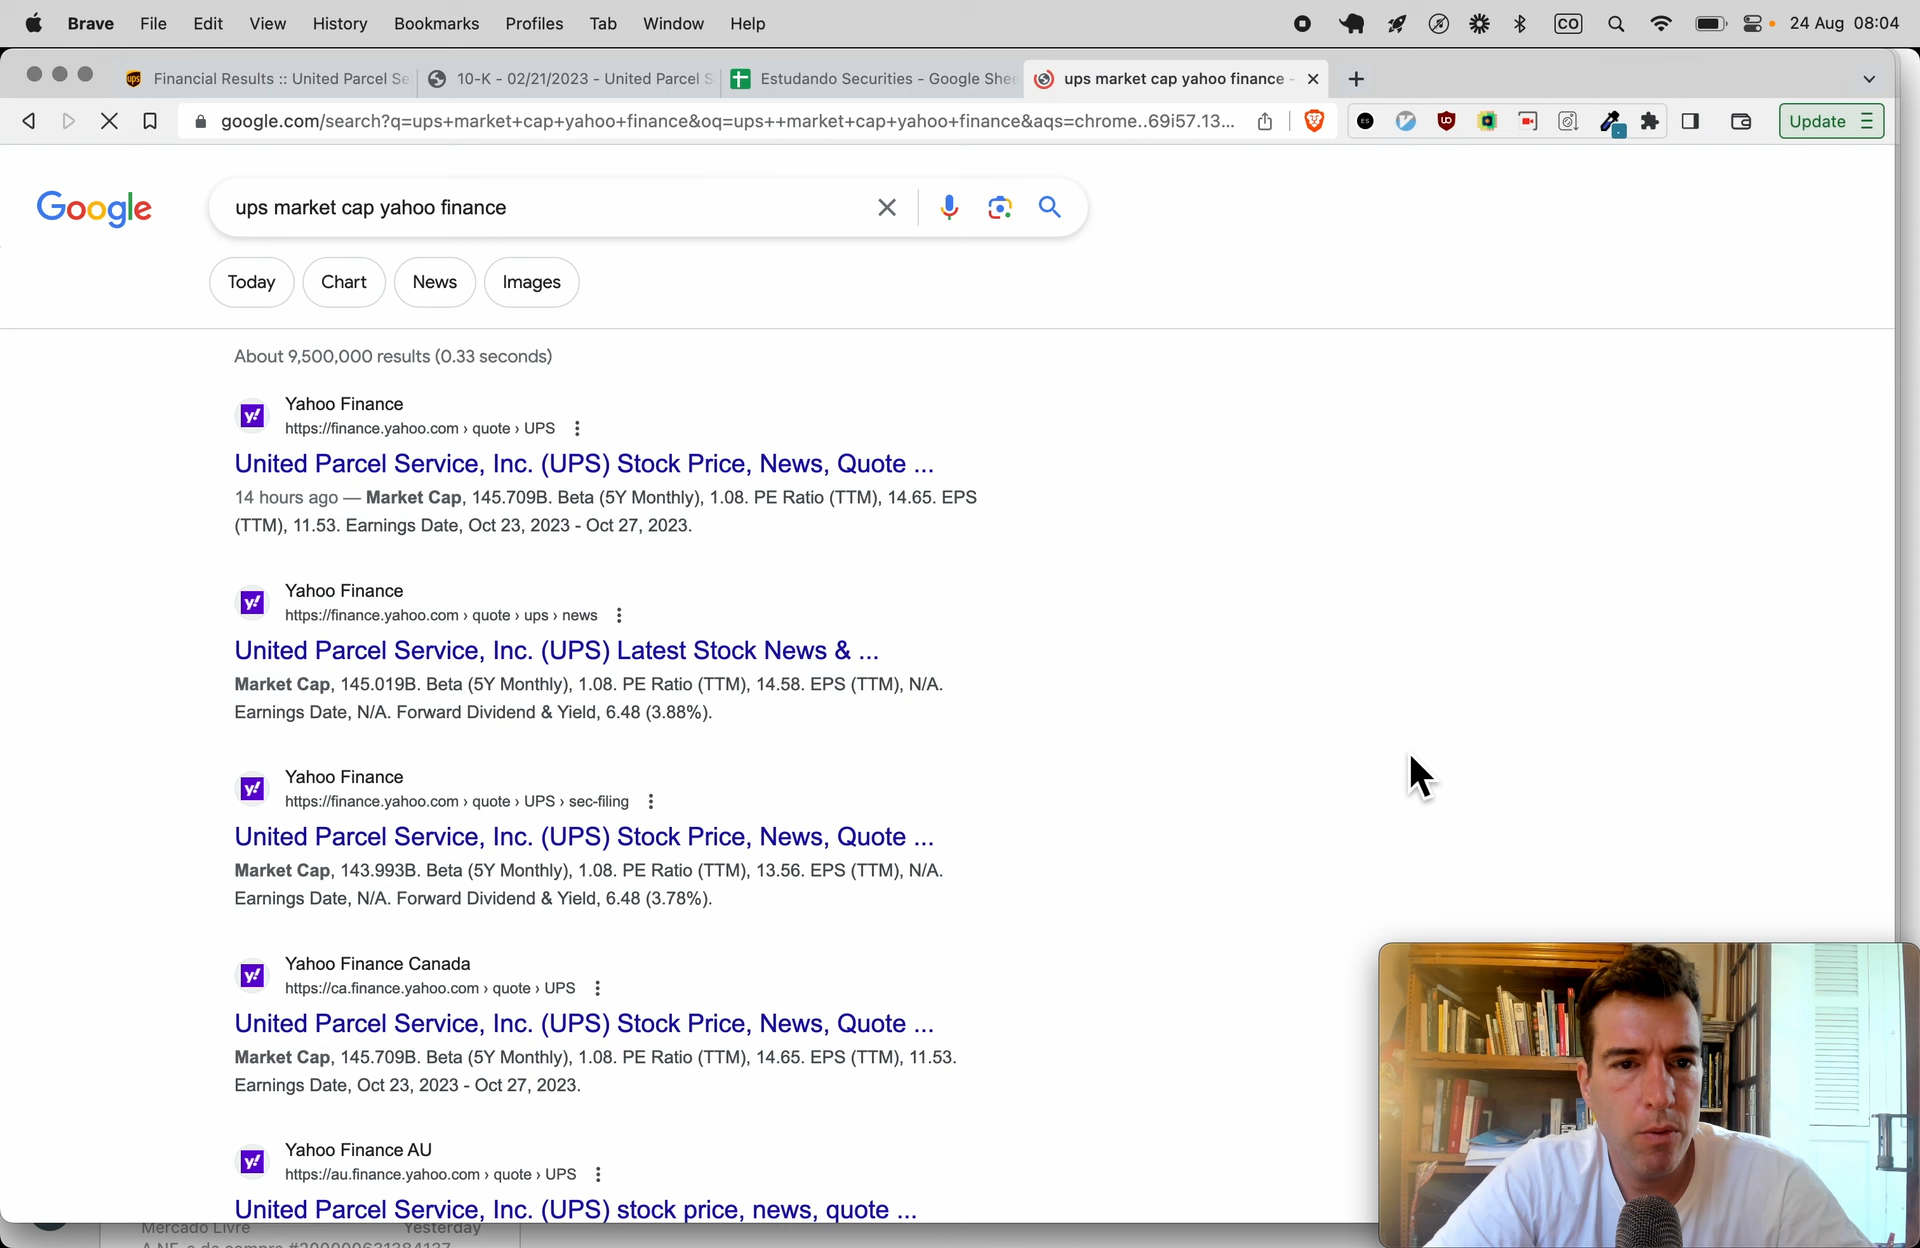 Brave File Edit View History Bookmarks Profiles Tab Window Help CO 24 Aug 08:04
ups Financial Results :: United Parcel Se 10-K - 02/21/2023 - United Parcel S Estudando Securities - Google Shee ups market cap yahoo finance -
google.com/search?q=ups+market+cap+yahoo+finance&oq=ups++market+cap+yahoo+finance&aqs=chrome..69i57.13... Update
Google ups market cap yahoo finance
Today Chart News Images
About 9,500,000 results (0.33 seconds)
Yahoo Finance
https://finance.yahoo.com › quote › UPS
United Parcel Service, Inc. (UPS) Stock Price, News, Quote ...
14 hours ago — Market Cap, 145.709B. Beta (5Y Monthly), 1.08. PE Ratio (TTM), 14.65. EPS
(TTM), 11.53. Earnings Date, Oct 23, 2023 - Oct 27, 2023.
Yahoo Finance
https://finance.yahoo.com › quote › ups › news
United Parcel Service, Inc. (UPS) Latest Stock News & ...
Market Cap, 145.019B. Beta (5Y Monthly), 1.08. PE Ratio (TTM), 14.58. EPS (TTM), N/A.
Earnings Date, N/A. Forward Dividend & Yield, 6.48 (3.88%).
Yahoo Finance
https://finance.yahoo.com › quote › UPS › sec-filing
United Parcel Service, Inc. (UPS) Stock Price, News, Quote ...
Market Cap, 143.993B. Beta (5Y Monthly), 1.08. PE Ratio (TTM), 13.56. EPS (TTM), N/A.
Earnings Date, N/A. Forward Dividend & Yield, 6.48 (3.78%).
Yahoo Finance Canada
https://ca.finance.yahoo.com › quote › UPS
United Parcel Service, Inc. (UPS) Stock Price, News, Quote ...
Market Cap, 145.709B. Beta (5Y Monthly), 1.08. PE Ratio (TTM), 14.65. EPS (TTM), 11.53.
Earnings Date, Oct 23, 2023 - Oct 27, 2023.
Yahoo Finance AU
https://au.finance.yahoo.com › quote › UPS
United Parcel Service, Inc. (UPS) stock price, news, quote ...
Mercado Livre Yesterday